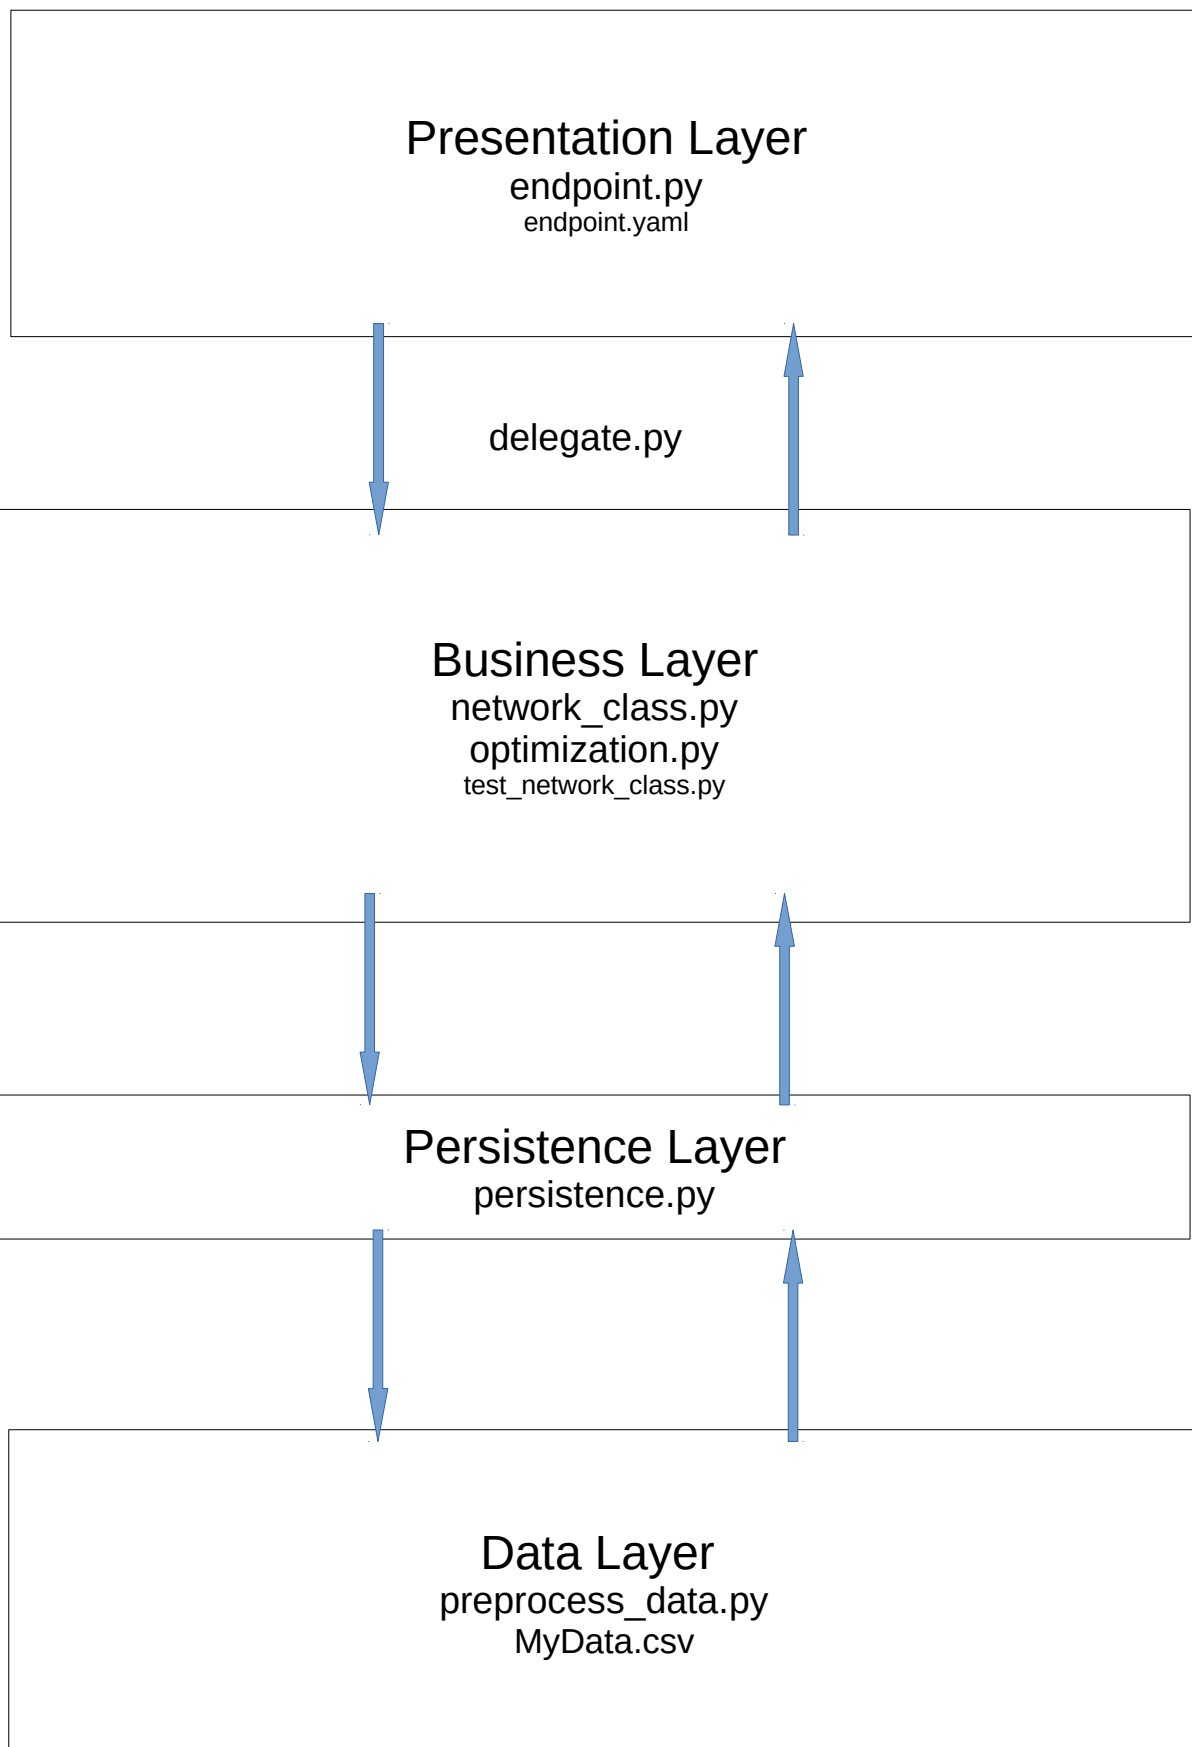 Presentation Layer
endpoint.py
endpoint.yaml
delegate.py
Business Layer
network_class.py
optimization.py
test_network_class.py
Persistence Layer
persistence.py
Data Layer
preprocess_data.py
MyData.csv